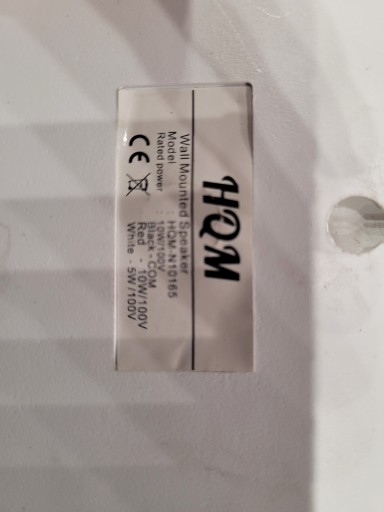 HQM
Wall Mounted Speaker
Model : HQM-N10165
Rated power : 10W/100V
Black - COM
Red - 10W/100V
White - 5W/100V
CE